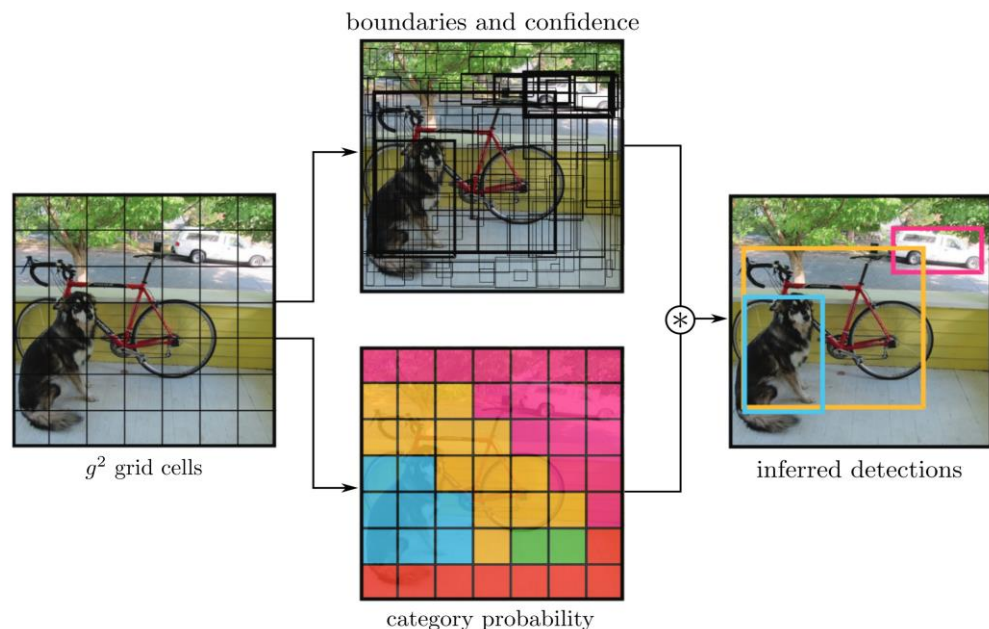 boundaries and confidence
g² grid cells
⊛
inferred detections
category probability